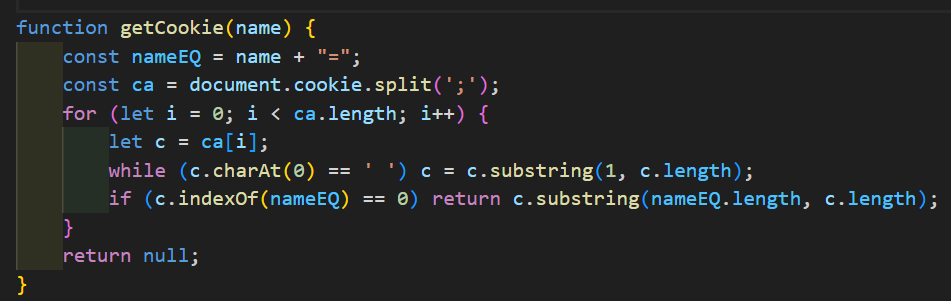 function getCookie(name) {
    const nameEQ = name + "=";
    const ca = document.cookie.split(';');
    for (let i = 0; i < ca.length; i++) {
        let c = ca[i];
        while (c.charAt(0) == ' ') c = c.substring(1, c.length);
        if (c.indexOf(nameEQ) == 0) return c.substring(nameEQ.length, c.length);
    }
    return null;
}